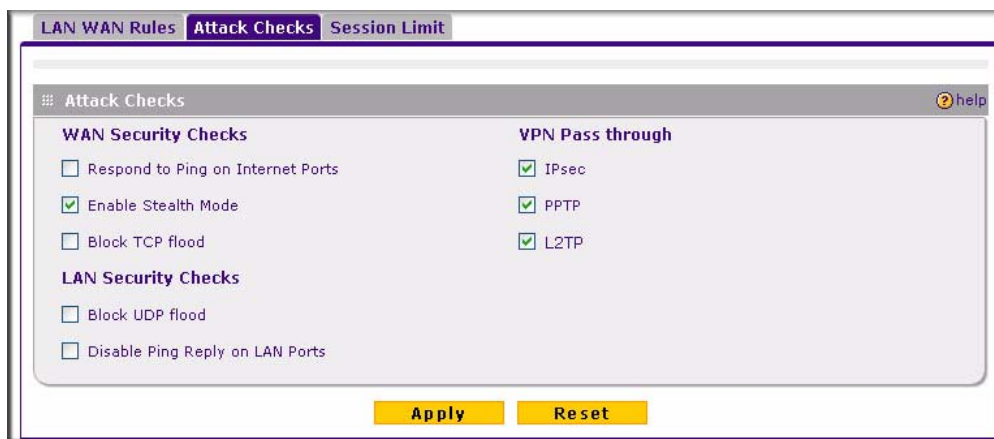 LAN WAN Rules
Attack Checks
Session Limit
Attack Checks
help
WAN Security Checks
Respond to Ping on Internet Ports
Enable Stealth Mode
Block TCP flood
LAN Security Checks
Block UDP flood
Disable Ping Reply on LAN Ports
VPN Pass through
IPsec
PPTP
L2TP
Apply
Reset